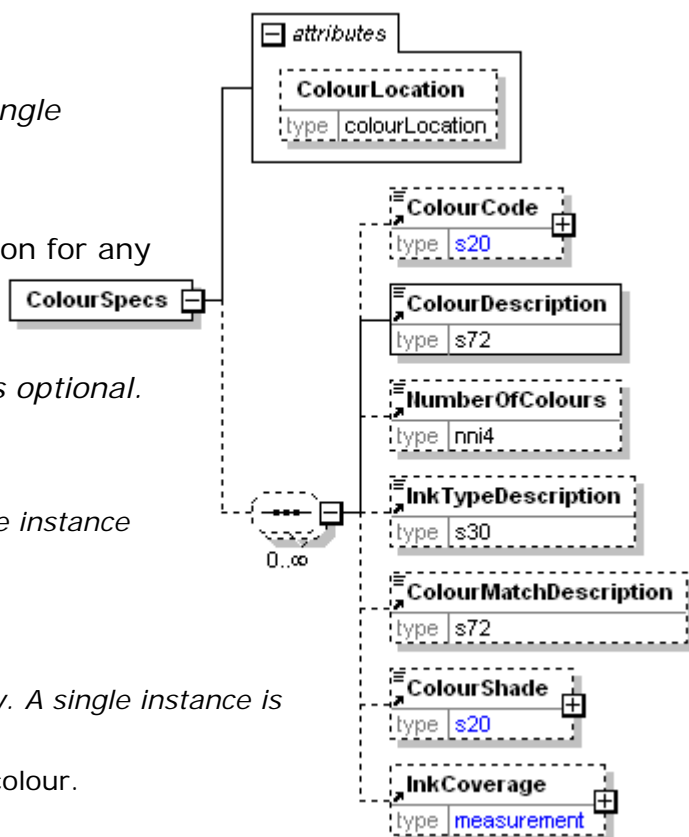 attributes
ColourLocation
type colourLocation
ngle
on for any
ColourSpecs
s optional.
e instance
0..∞
y. A single instance is
colour.
ColourCode
type s20
ColourDescription
type s72
NumberOfColours
type nni4
InkTypeDescription
type s30
ColourMatchDescription
type s72
ColourShade
type s20
InkCoverage
type measurement